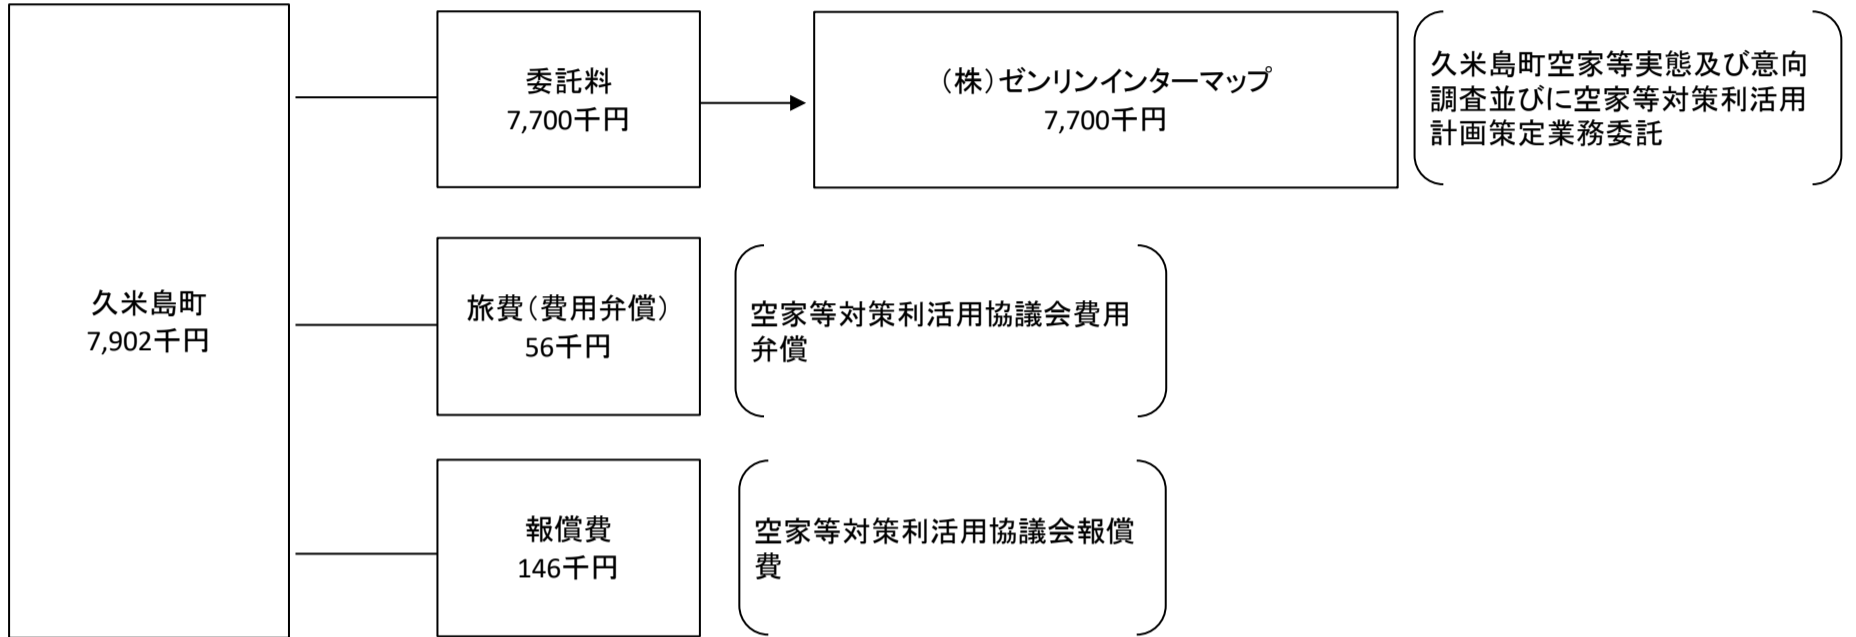 久米島町
7,902千円
委託料
7,700千円
（株）ゼンリンインターマップ
7,700千円
久米島町空家等実態及び意向
調査並びに空家等対策利活用
計画策定業務委託
旅費（費用弁償）
56千円
空家等対策利活用協議会費用
弁償
報償費
146千円
空家等対策利活用協議会報償
費